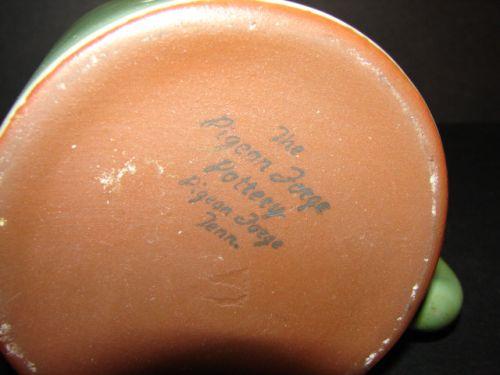 The
Pigeon Forge
Pottery
Pigeon Forge
Tenn.